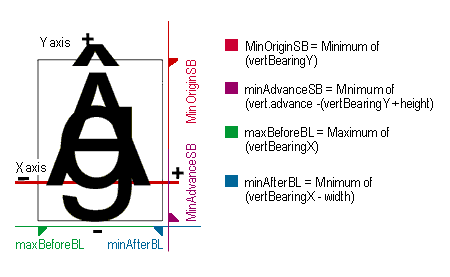 Y axis
+
MinOriginSB
Âg
X axis
−
+
MinAdvanceSB
−
maxBeforeBL
minAfterBL
MinOriginSB = Minimum of
(vertBearingY)
minAdvanceSB = Mnimum of
(vert.advance -(vertBearingY + height)
maxBeforeBL = Maximum of
(vertBearingX)
minAfterBL = Mnimum of
(vertBearingX - width)